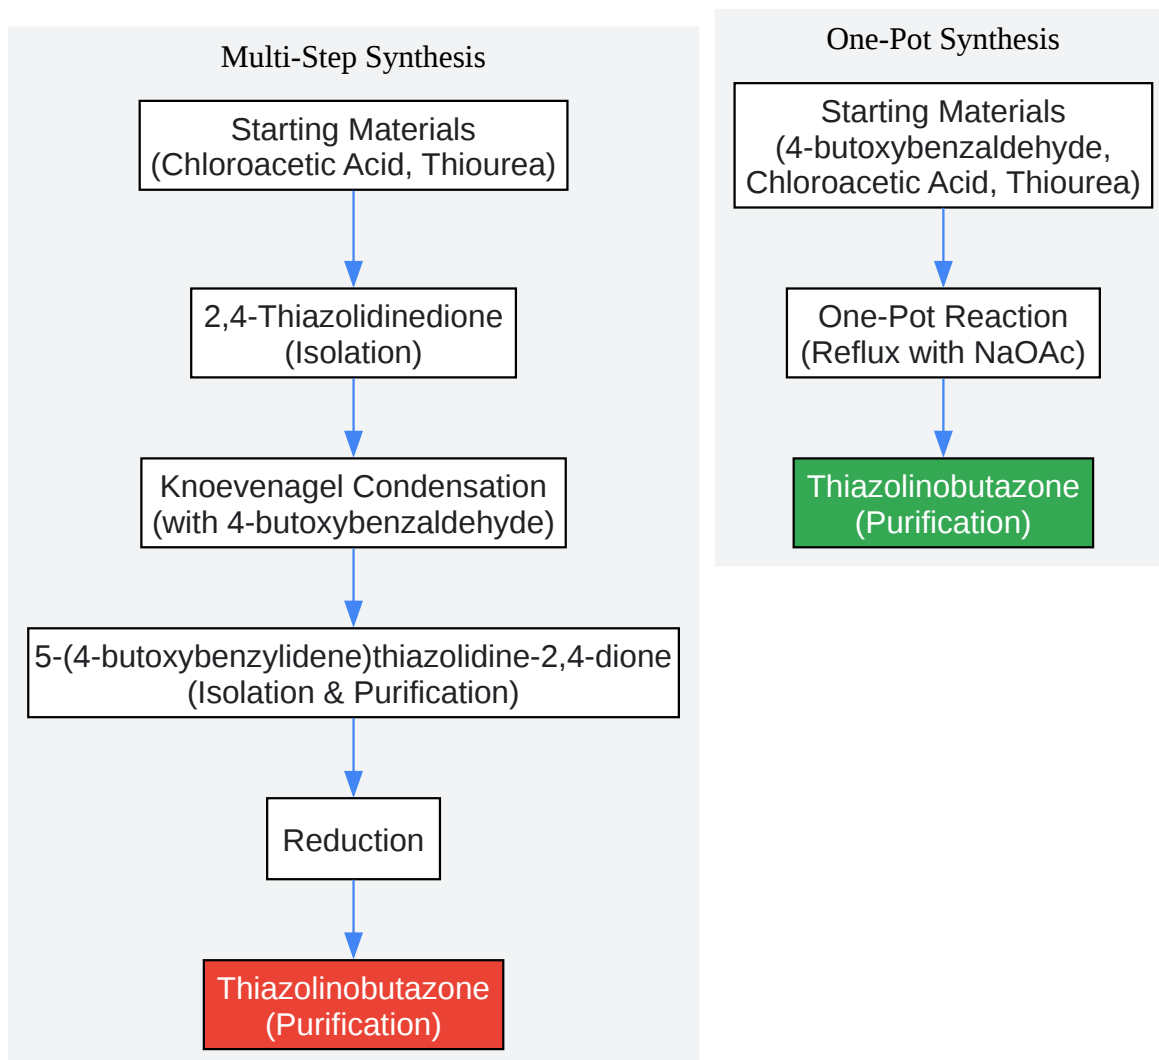 Multi-Step Synthesis
Starting Materials
(Chloroacetic Acid, Thiourea)
2,4-Thiazolidinedione
(Isolation)
Knoevenagel Condensation
(with 4-butoxybenzaldehyde)
5-(4-butoxybenzylidene)thiazolidine-2,4-dione
(Isolation & Purification)
Reduction
Thiazolinobutazone
(Purification)
One-Pot Synthesis
Starting Materials
(4-butoxybenzaldehyde,
Chloroacetic Acid, Thiourea)
One-Pot Reaction
(Reflux with NaOAc)
Thiazolinobutazone
(Purification)